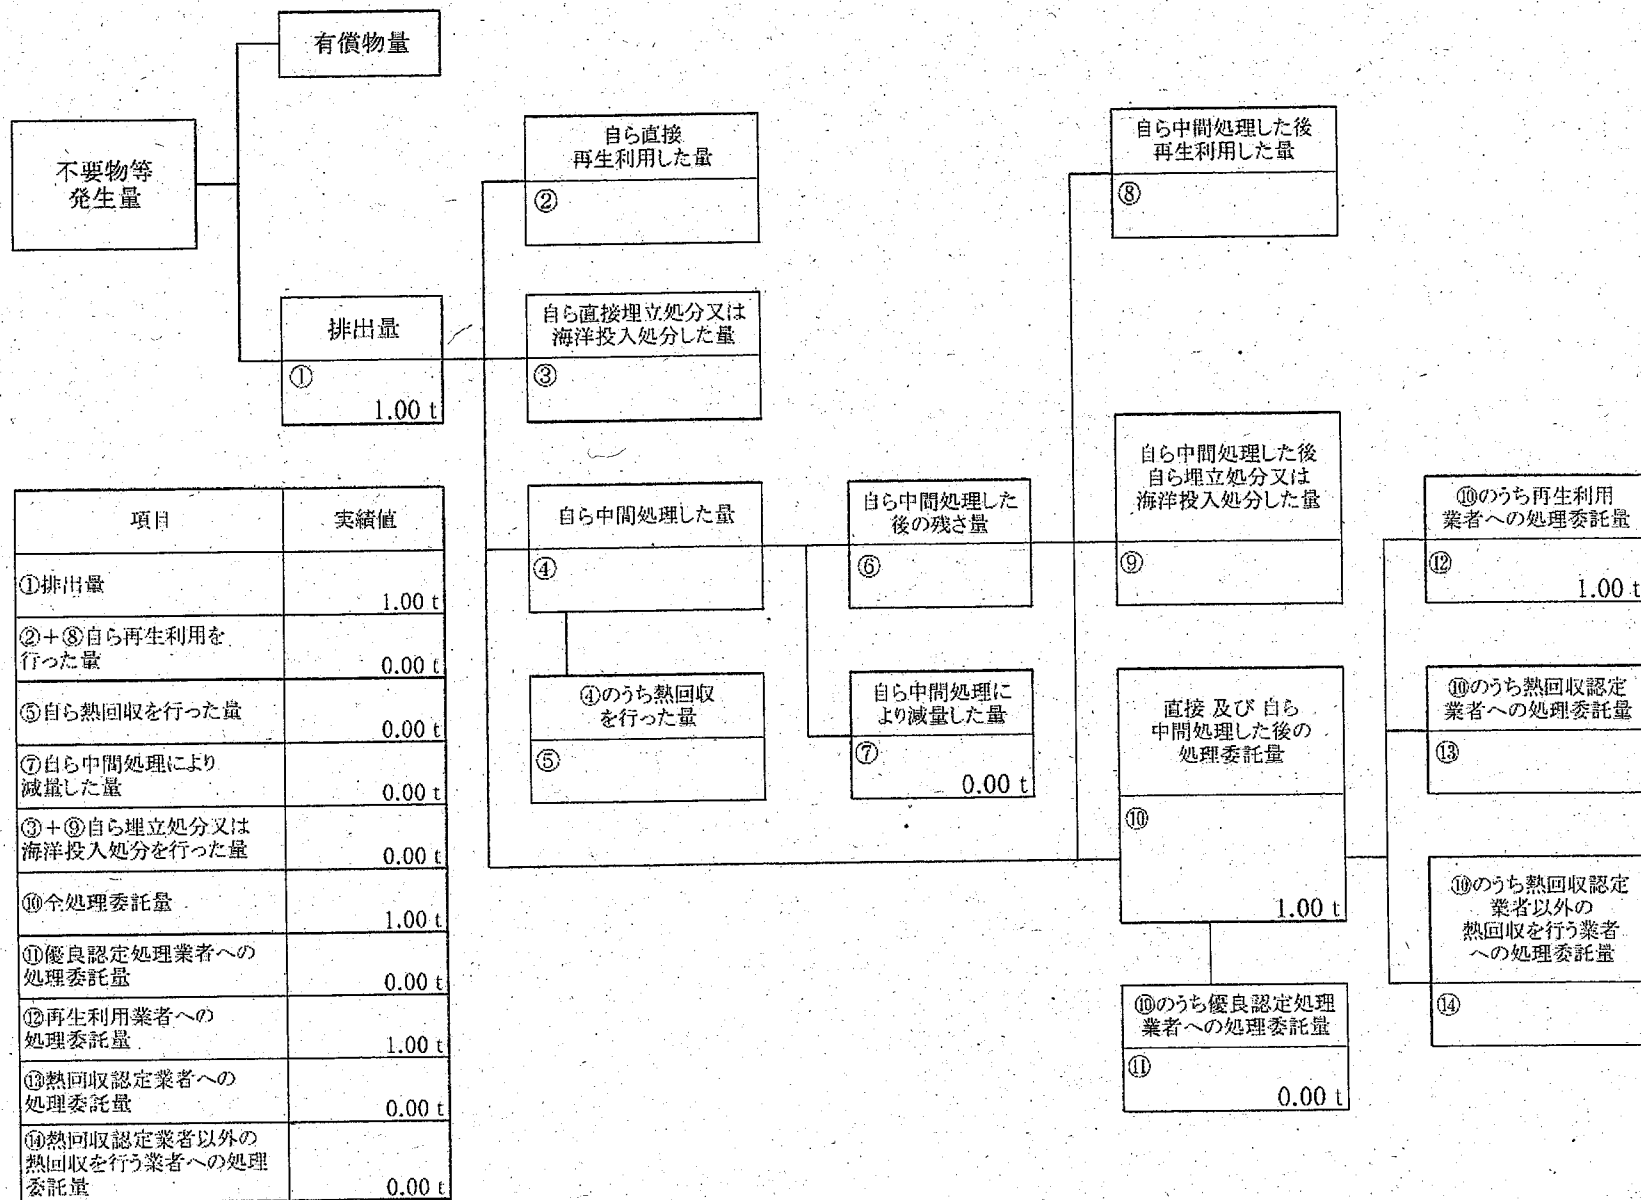 有償物量
不要物等
発生量
排出量
①
1.00 t
自ら直接
再生利用した量
②
自ら直接埋立処分又は
海洋投入処分した量
③
自ら中間処理した量
④
④のうち熱回収
を行った量
⑤
自ら中間処理した
後の残さ量
⑥
自ら中間処理に
より減量した量
⑦
0.00 t
自ら中間処理した後
再生利用した量
⑧
自ら中間処理した後
自ら埋立処分又は
海洋投入処分した量
⑨
直接 及び 自ら
中間処理した後の
処理委託量
⑩
1.00 t
⑩のうち優良認定処理
業者への処理委託量
⑪
0.00 t
⑩のうち再生利用
業者への処理委託量
⑫
1.00 t
⑩のうち熱回収認定
業者への処理委託量
⑬
⑩のうち熱回収認定
業者以外の
熱回収を行う業者
への処理委託量
⑭
項目 実績値
①排出量 1.00 t
②+⑧自ら再生利用を
行った量 0.00 t
⑤自ら熱回収を行った量 0.00 t
⑦自ら中間処理により
減量した量 0.00 t
③+⑨自ら埋立処分又は
海洋投入処分を行った量 0.00 t
⑩全処理委託量 1.00 t
⑪優良認定処理業者への
処理委託量 0.00 t
⑫再生利用業者への
処理委託量 1.00 t
⑬熱回収認定業者への
処理委託量 0.00 t
⑭熱回収認定業者以外の
熱回収を行う業者への処理
委託量 0.00 t